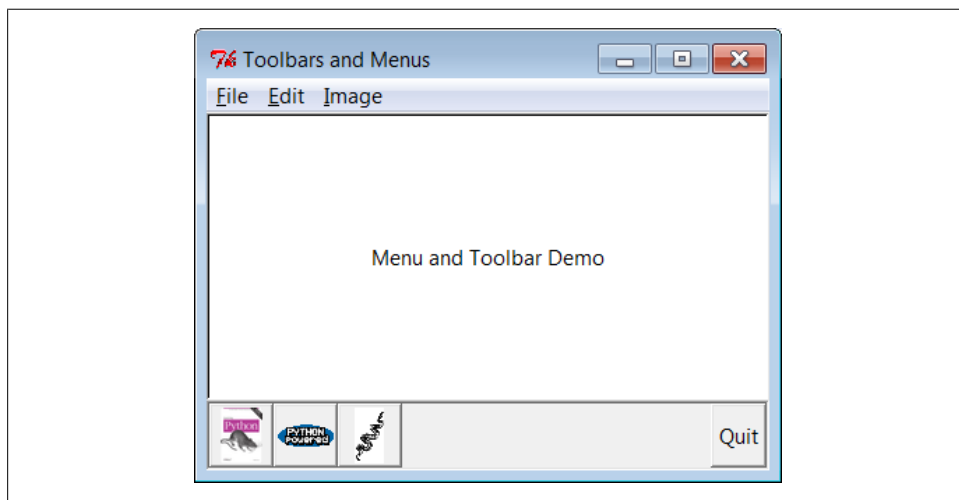 Toolbars and Menus
File Edit Image
Menu and Toolbar Demo
Python
PYTHON
Powered
Quit